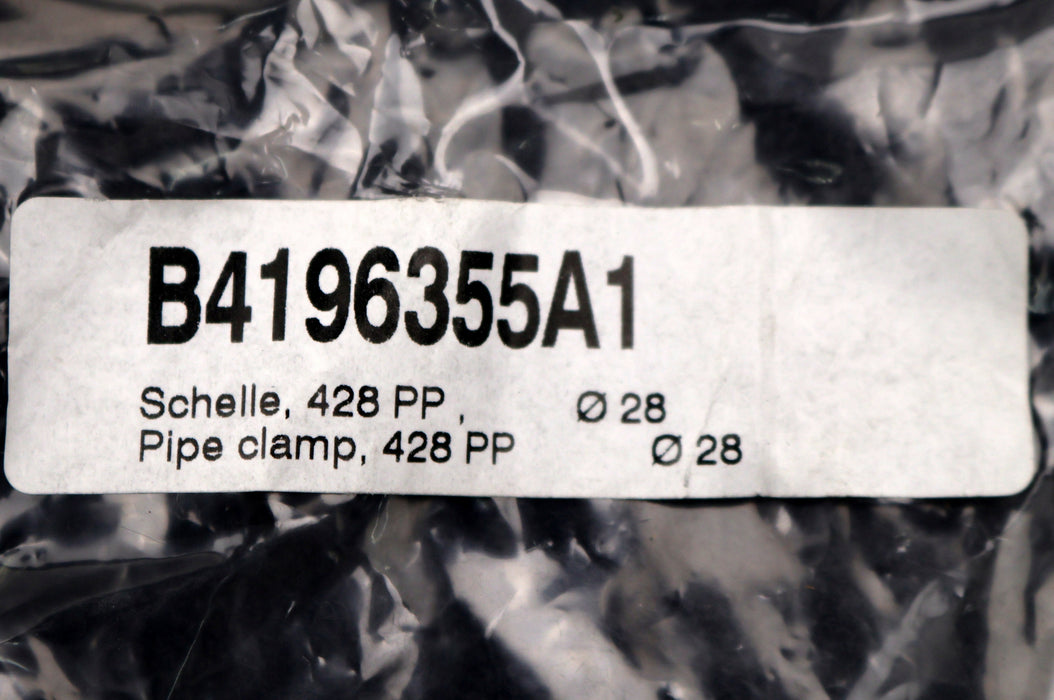 B4196355A1
Schelle, 428 PP , Ø 28
Pipe clamp, 428 PP Ø 28